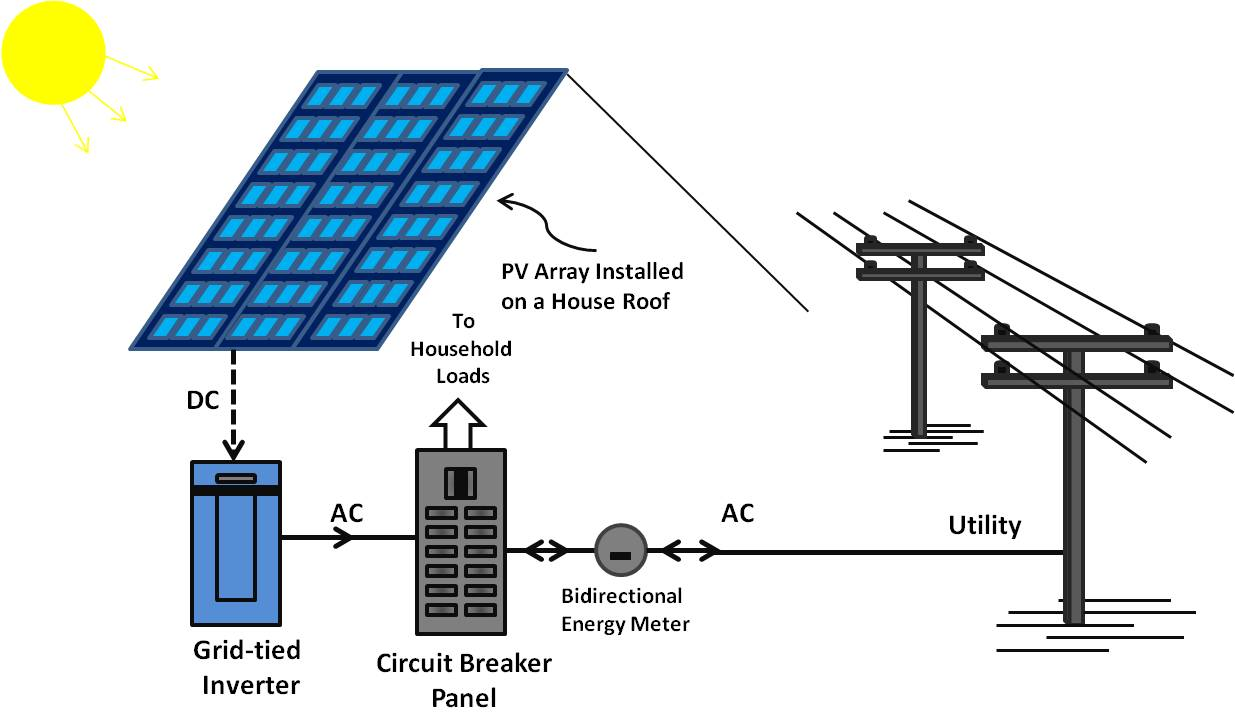 PV Array Installed
on a House Roof
To
Household
Loads
DC
AC
AC
Utility
Bidirectional
Energy Meter
Grid-tied
Inverter
Circuit Breaker
Panel